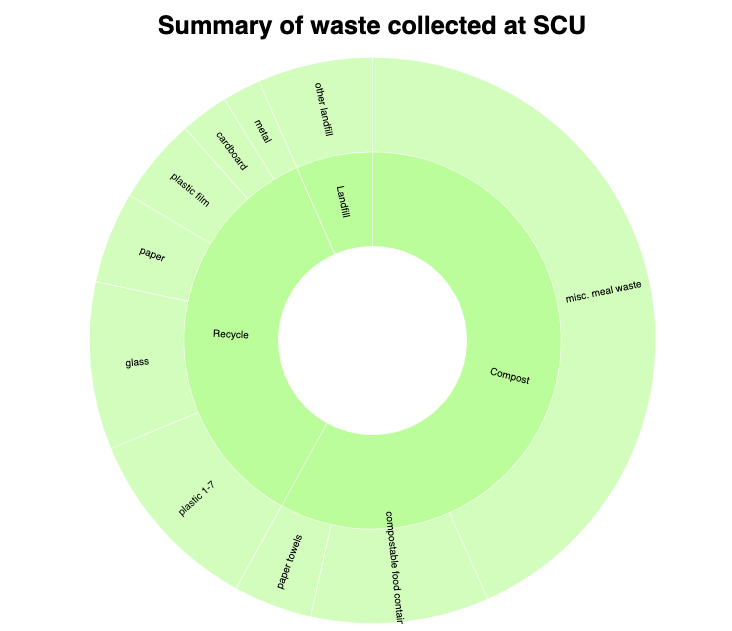 Summary of waste collected at SCU
other landfill
metal
cardboard
plastic film
Landfill
paper
misc. meal waste
Recycle
glass
Compost
plastic 1-7
compostable food contain
paper towels